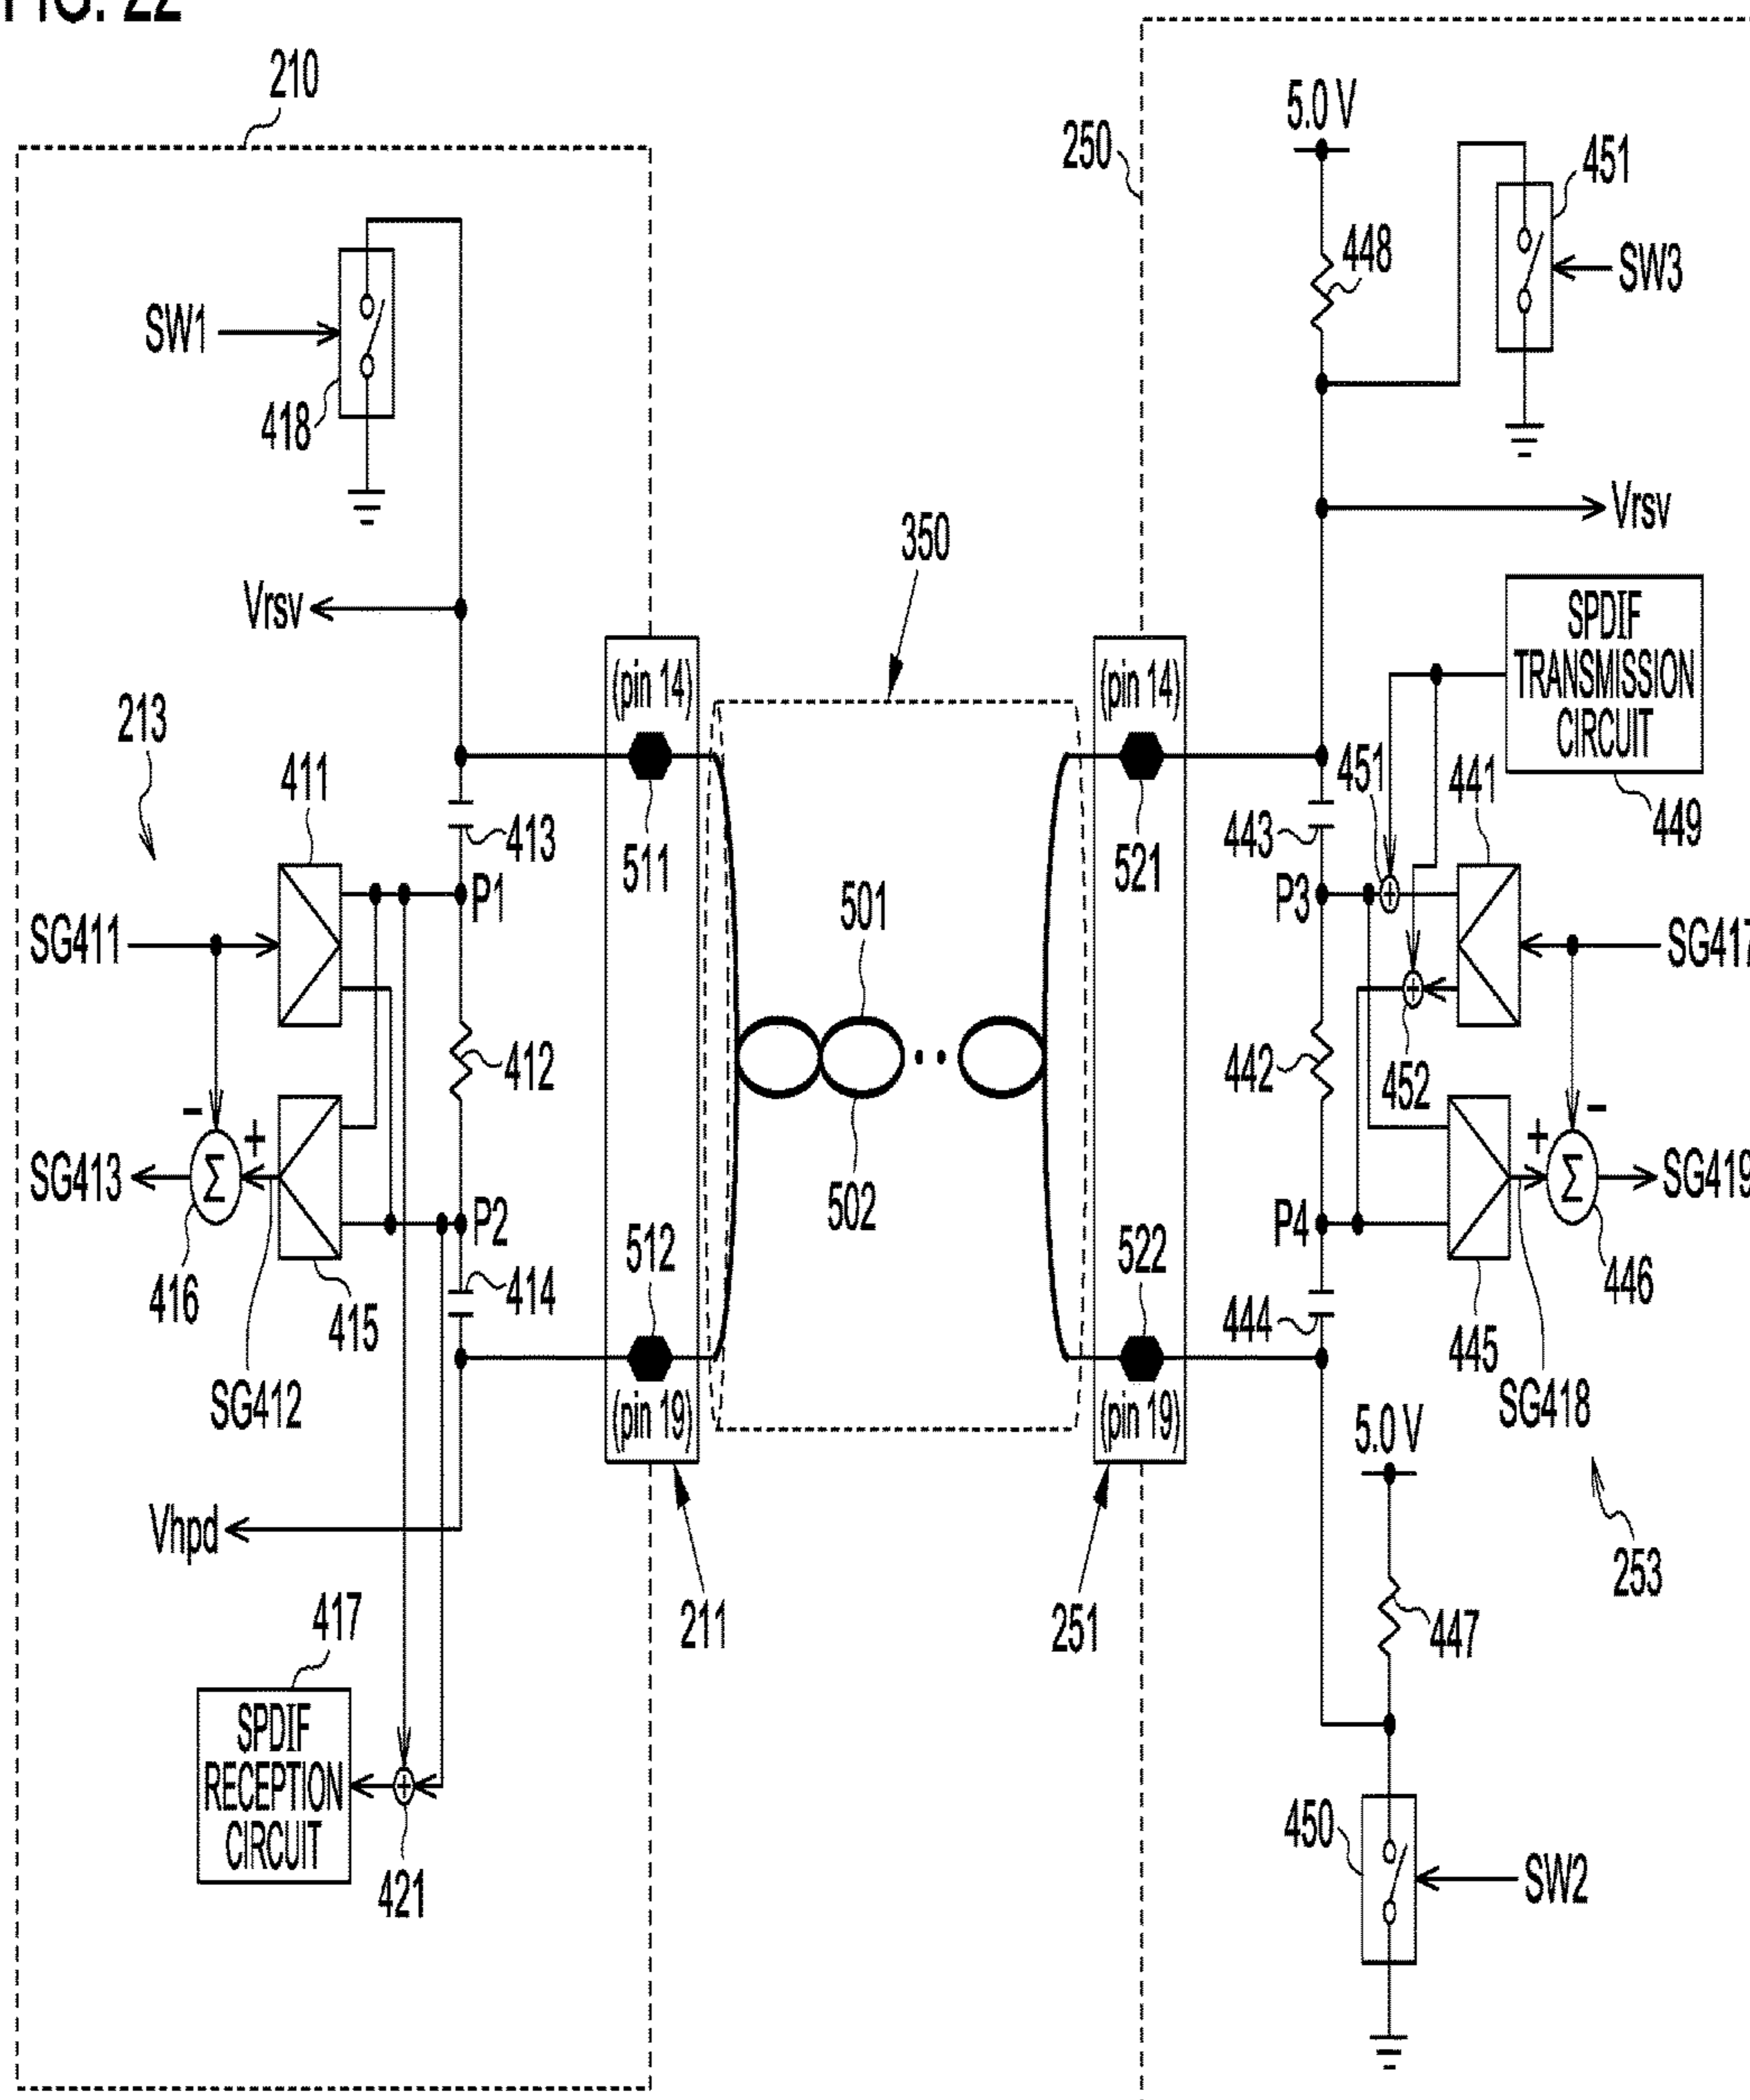 FIG. 22
210
SW1
418
Vrsv
213
411
413
P1
SG411
412
SG413
-
+
Σ
P2
416
415
414
SG412
Vhpd
417
SPDIF
RECEPTION
CIRCUIT
421
(pin 14)
511
512
(pin 19)
211
350
501
502
250
(pin 14)
521
522
(pin 19)
251
5.0 V
448
451
SW3
Vrsv
SPDIF
TRANSMISSION
CIRCUIT
449
451
441
443
P3
SG417
442
452
-
+
Σ
SG419
P4
446
444
445
SG418
5.0 V
253
447
450
SW2